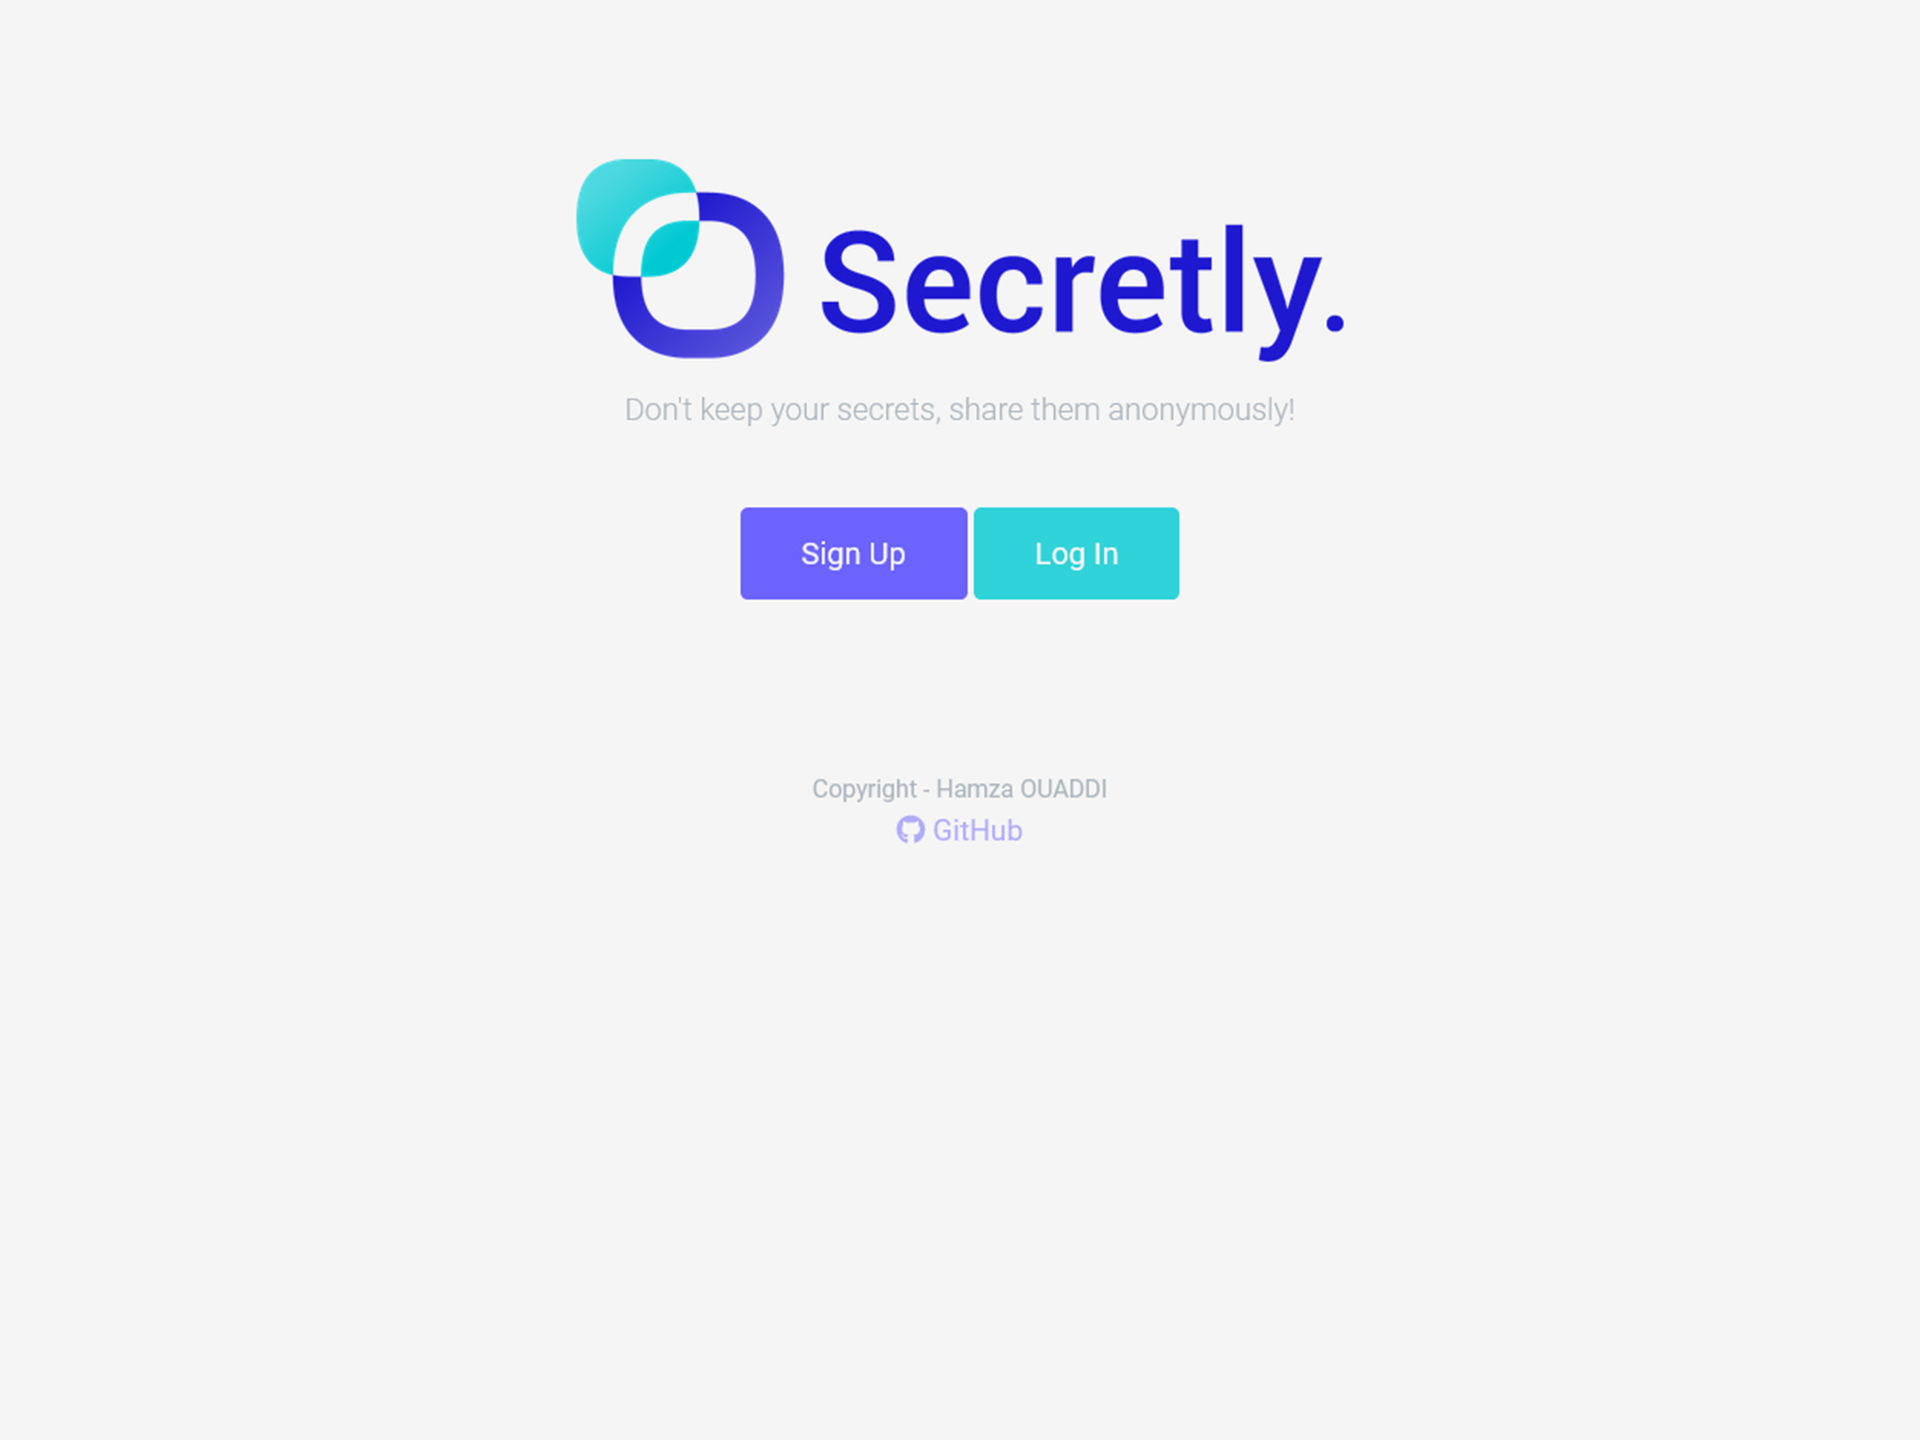 Secretly.
Don't keep your secrets, share them anonymously!
Sign Up
Log In
Copyright - Hamza OUADDI
GitHub